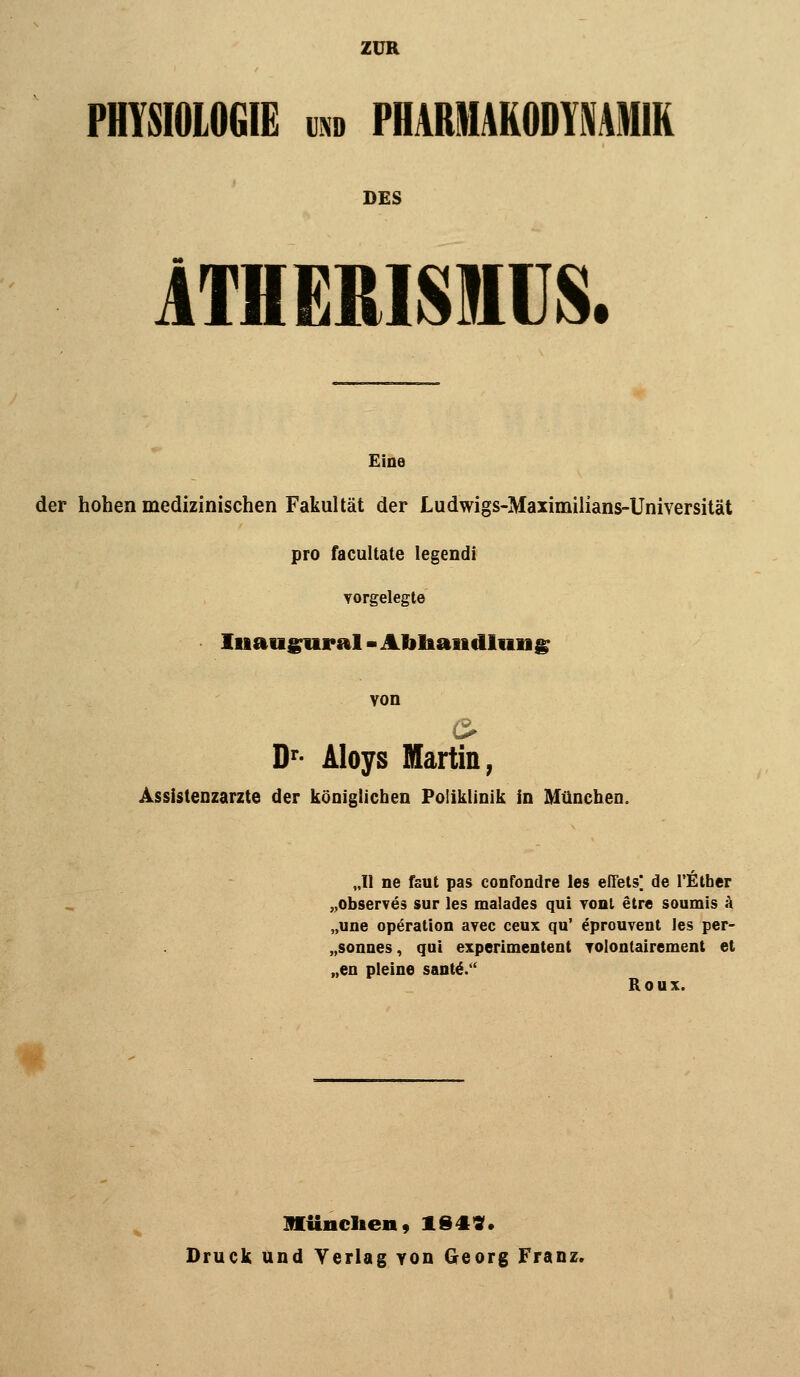 ZUR
PHYSIOLOGIE UND PHARMAKODYNAMIK
DES
ÄTHERISMUS.
Eine
der hohen medizinischen Fakultät der Ludwigs-Maximilians-Universität
pro facultate legendi
vorgelegte
Inaugural-Abhandlung
von
Dr. Aloys Martin,
Assistenzarzte der königlichen Poliklinik in München.
„Il ne faut pas confondre les effets de l'Éther
„observés sur les malades qui vont être soumis à
„une opération avec ceux qu' éprouvent les per-
„sonnes, qui experimentent volontairement et
„en pleine santé.“
Roux.
München, 1847.
Druck und Verlag von Georg Franz.